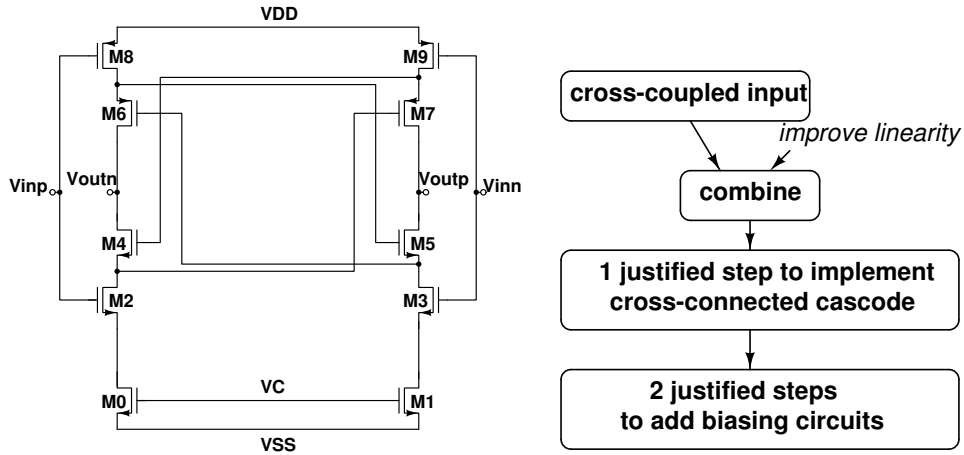 VDD
M8
M9
M6
M7
Vinp
Voutn
Voutp
Vinn
M4
M5
M2
M3
M0
VC
M1
VSS
cross-coupled input
improve linearity
combine
1 justified step to implement
cross-connected cascode
2 justified steps
to add biasing circuits